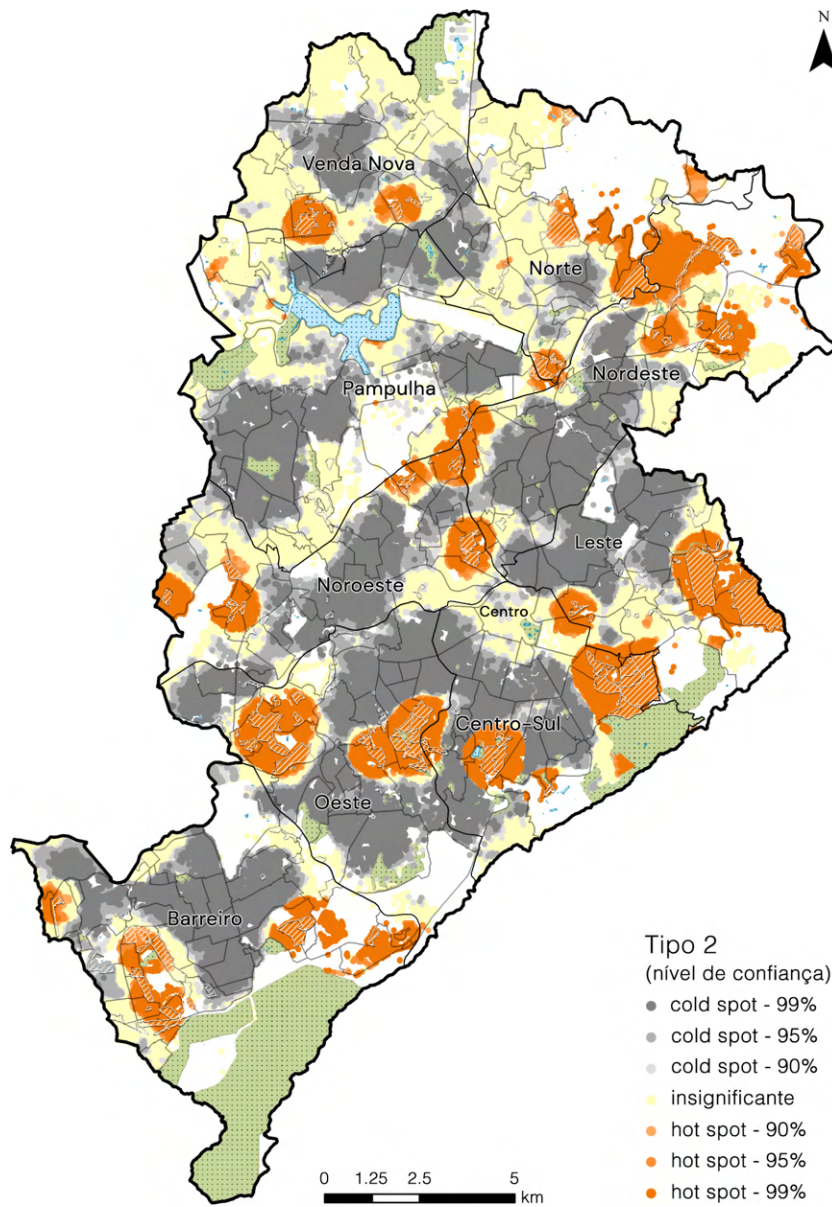 N
Venda Nova
Norte
Pampulha
Nordeste
Leste
Noroeste
Centro
Centro-Sul
Oeste
Barreiro
Tipo 2
(nível de confiança)
cold spot - 99%
cold spot - 95%
cold spot - 90%
insignificante
hot spot - 90%
hot spot - 95%
hot spot - 99%
0 1.25 2.5 5
km